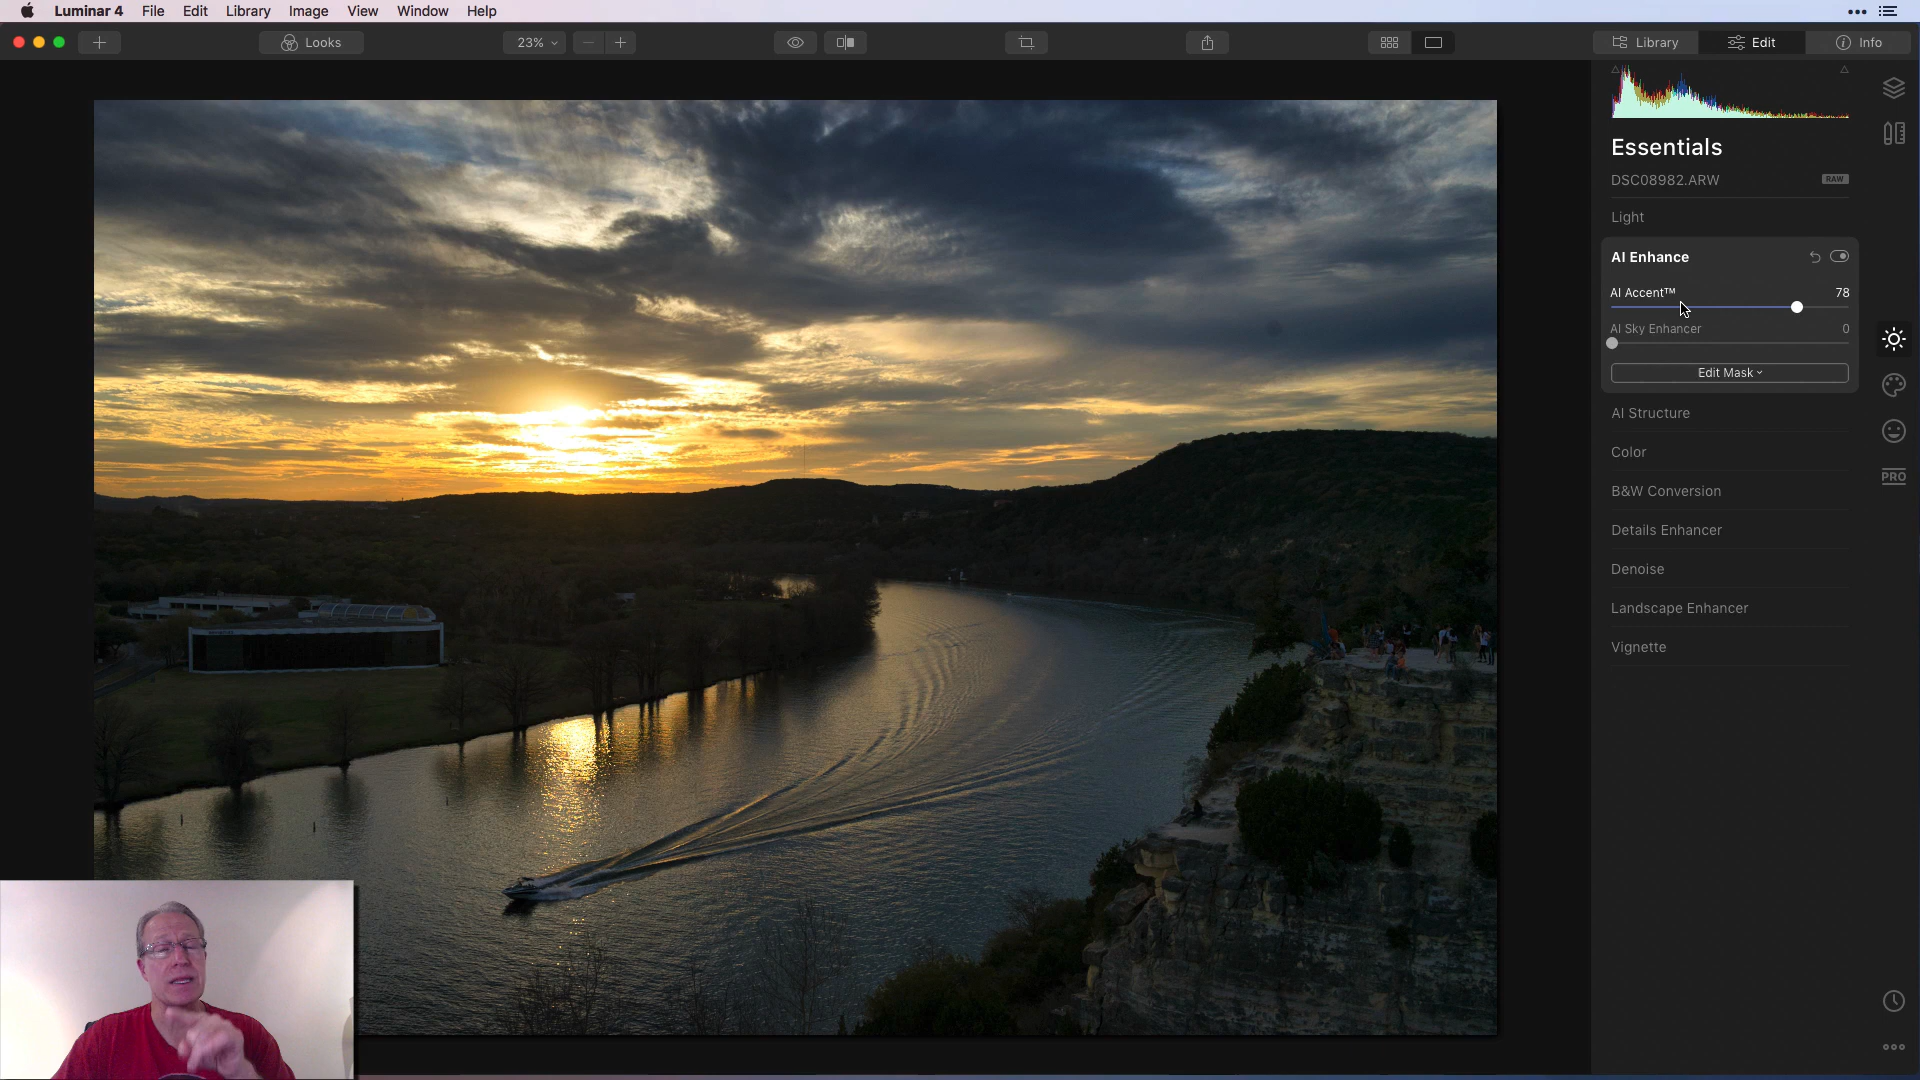 Luminar 4 File Edit Library Image View Window Help
Looks 23% Library Edit Info
Essentials
DSC08982.ARW RAW
Light
AI Enhance
AI Accent™ 78
AI Sky Enhancer 0
Edit Mask
AI Structure
Color
B&W Conversion
PRO
Details Enhancer
Denoise
Landscape Enhancer
Vignette